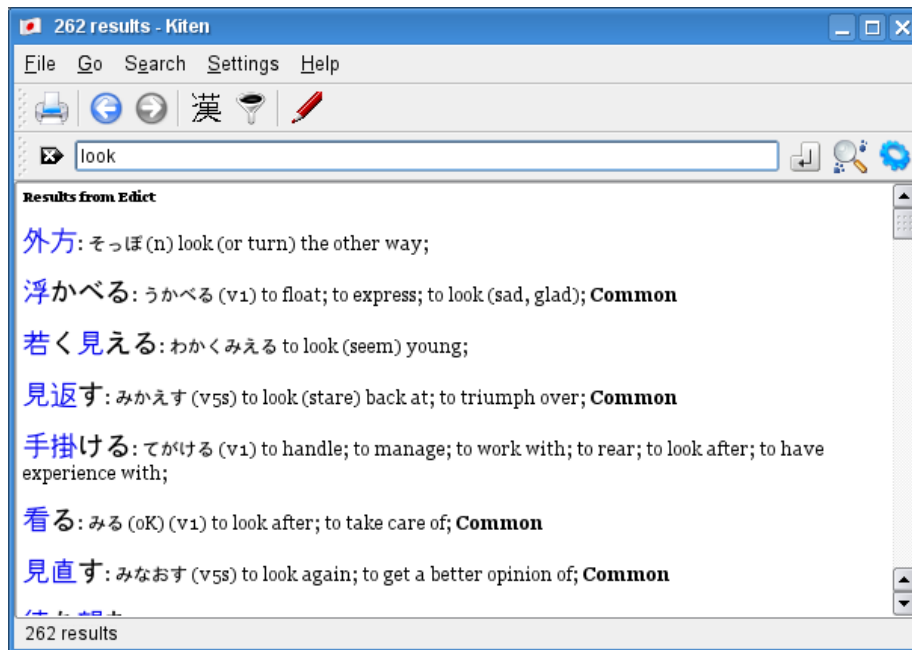 262 results - Kiten
File Go Search Settings Help
漢
look
Results from Edict
外方: そっぽ (n) look (or turn) the other way;
浮かべる: うかべる (v1) to float; to express; to look (sad, glad); Common
若く見える: わかくみえる to look (seem) young;
見返す: みかえす (v5s) to look (stare) back at; to triumph over; Common
手掛ける: てがける (v1) to handle; to manage; to work with; to rear; to look after; to have
experience with;
看る: みる (oK) (v1) to look after; to take care of; Common
見直す: みなおす (v5s) to look again; to get a better opinion of; Common
262 results